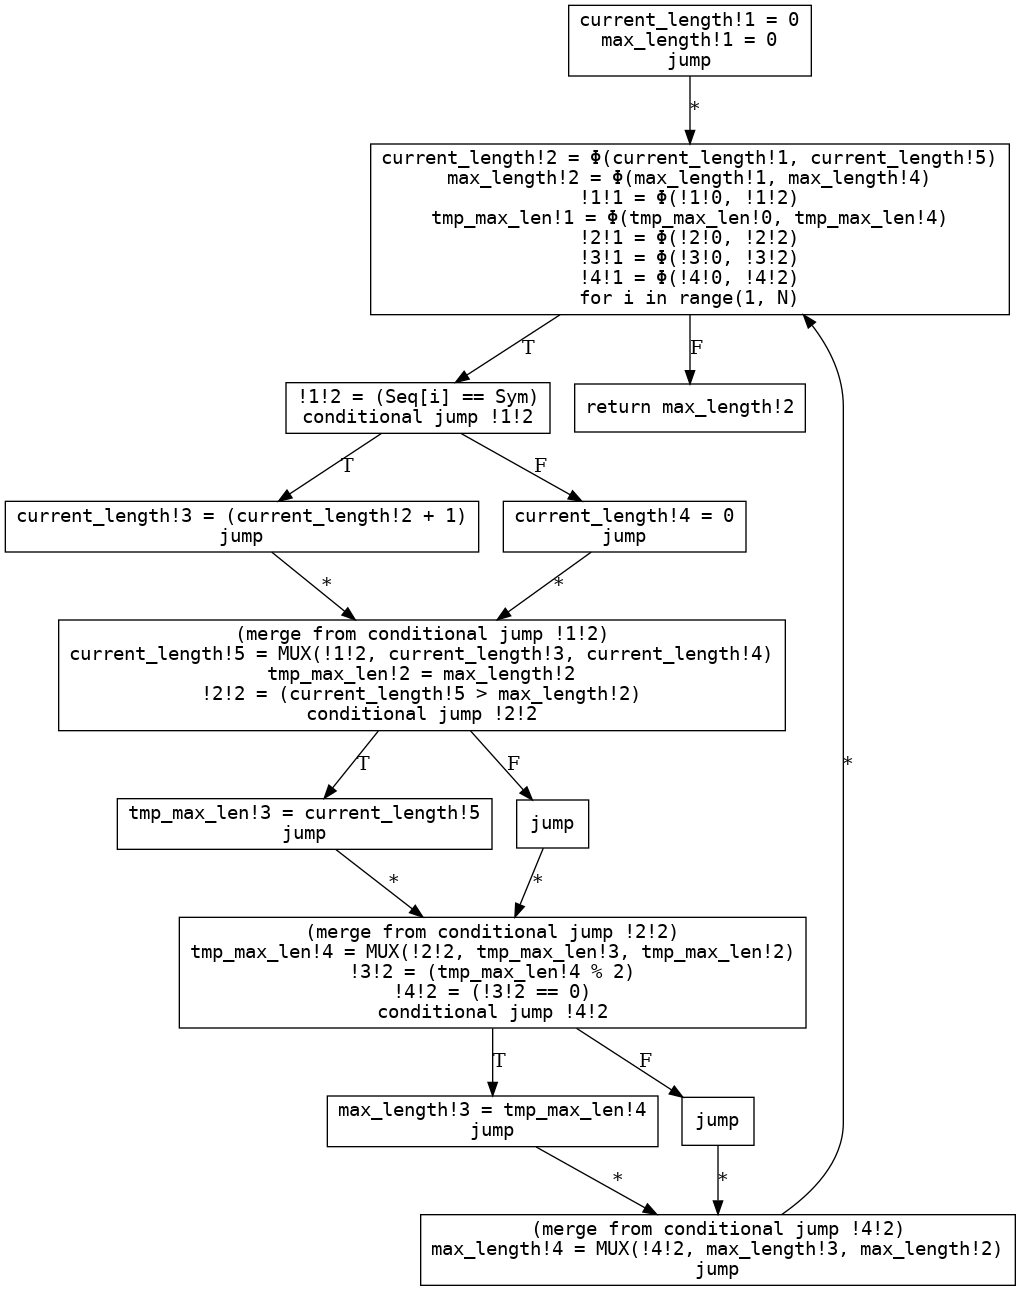 current_length!1 = 0
max_length!1 = 0
jump
*
current_length!2 = Φ(current_length!1, current_length!5)
max_length!2 = Φ(max_length!1, max_length!4)
!1!1 = Φ(!1!0, !1!2)
tmp_max_len!1 = Φ(tmp_max_len!0, tmp_max_len!4)
!2!1 = Φ(!2!0, !2!2)
!3!1 = Φ(!3!0, !3!2)
!4!1 = Φ(!4!0, !4!2)
for i in range(1, N)
T
F
!1!2 = (Seq[i] == Sym)
conditional jump !1!2
return max_length!2
T
F
current_length!3 = (current_length!2 + 1)
jump
current_length!4 = 0
jump
*
*
(merge from conditional jump !1!2)
current_length!5 = MUX(!1!2, current_length!3, current_length!4)
tmp_max_len!2 = max_length!2
!2!2 = (current_length!5 > max_length!2)
conditional jump !2!2
T
F
*
tmp_max_len!3 = current_length!5
jump
jump
*
*
(merge from conditional jump !2!2)
tmp_max_len!4 = MUX(!2!2, tmp_max_len!3, tmp_max_len!2)
!3!2 = (tmp_max_len!4 % 2)
!4!2 = (!3!2 == 0)
conditional jump !4!2
T
F
max_length!3 = tmp_max_len!4
jump
jump
*
*
(merge from conditional jump !4!2)
max_length!4 = MUX(!4!2, max_length!3, max_length!2)
jump